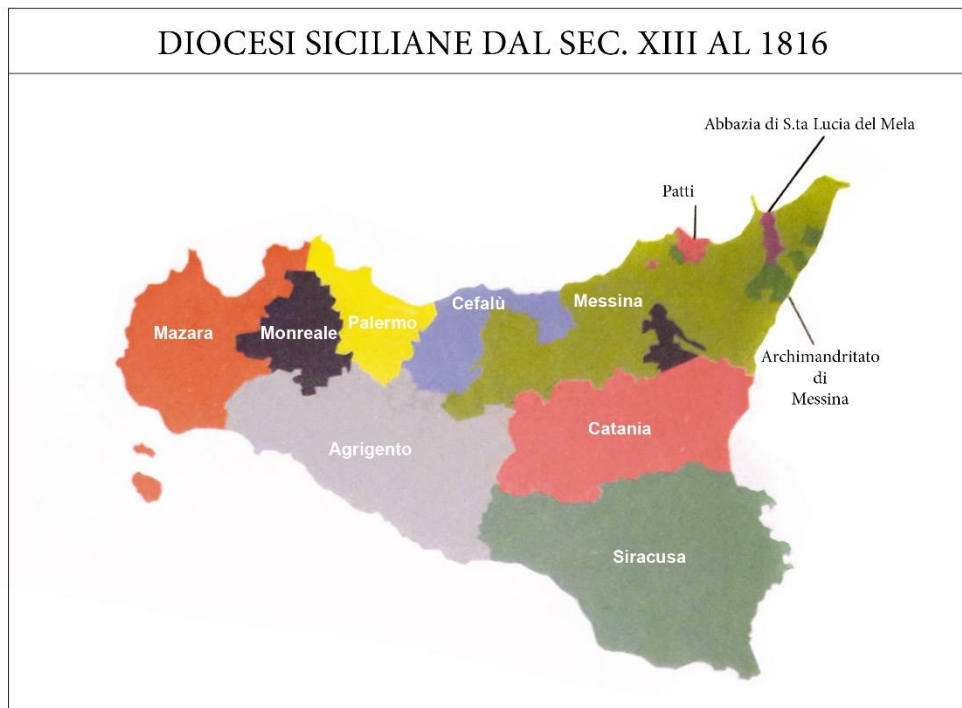 DIOCESI SICILIANE DAL SEC. XIII AL 1816
Abbazia di S.ta Lucia del Mela
Patti
Cefalù
Messina
Mazara
Monreale
Palermo
Archimandritato
di
Messina
Catania
Agrigento
Siracusa